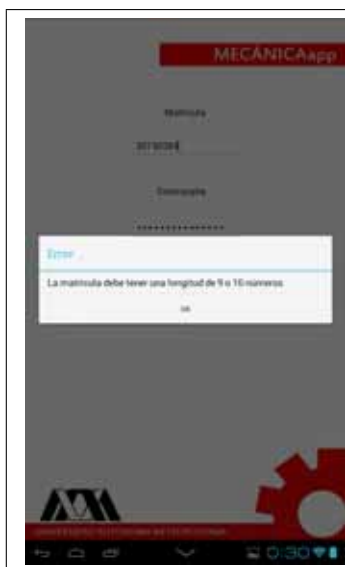 MECÁNICAapp
Matrícula
Contraseña
Error
La matrícula debe tener una longitud de 9 o 10 números
OK
UNIVERSIDAD AUTONOMA METROPOLITANA
0:30